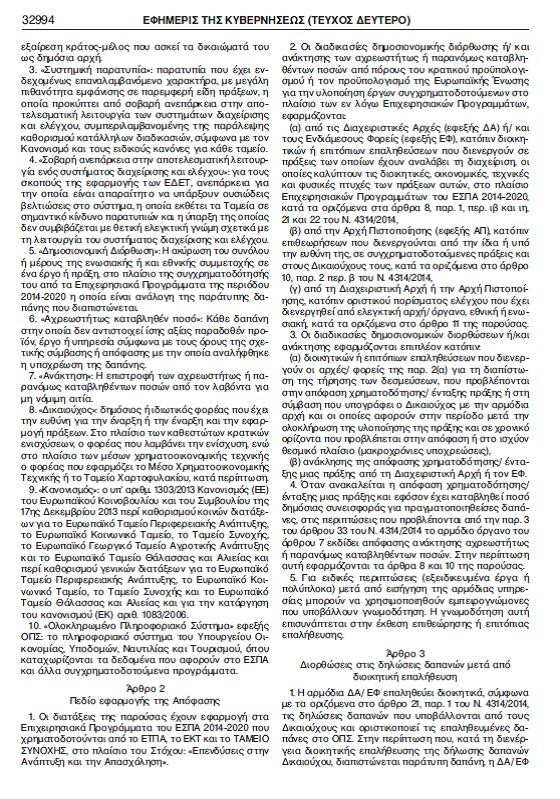 32994
ΕΦΗΜΕΡΙΣ ΤΗΣ ΚΥΒΕΡΝΗΣΕΩΣ (ΤΕΥΧΟΣ ΔΕΥΤΕΡΟ)
εξαίρεση κράτος-μέλος που ασκεί τα δικαιώματά του
ως δημόσια αρχή.
3. «Συστημική παρατυπία»: παρατυπία που έχει εν-
δεχομένως επαναλαμβανόμενο χαρακτήρα, με μεγάλη
πιθανότητα εμφάνισης σε παρεμφερή είδη πράξεων, η
οποία προκύπτει από σοβαρή ανεπάρκεια στην απο-
τελεσματική λειτουργία των συστημάτων διαχείρισης
και ελέγχου, συμπεριλαμβανομένης της παράλειψης
καθορισμού κατάλληλων διαδικασιών, σύμφωνα με τον
Κανονισμό και τους ειδικούς κανόνες για κάθε ταμείο.
4. «Σοβαρή ανεπάρκεια στην αποτελεσματική λειτουρ-
γία ενός συστήματος διαχείρισης και ελέγχου»: για τους
σκοπούς της εφαρμογής των ΕΔΕΤ, ανεπάρκεια για
την οποία είναι απαραίτητο να υπάρξουν ουσιώδεις
βελτιώσεις στο σύστημα, η οποία εκθέτει τα Ταμεία σε
σημαντικό κίνδυνο παρατυπιών και η ύπαρξη της οποίας
δεν συμβιβάζεται με θετική ελεγκτική γνώμη σχετικά με
τη λειτουργία του συστήματος διαχείρισης και ελέγχου.
5. «Δημοσιονομική Διόρθωση»: Η ακύρωση του συνόλου
ή μέρους της ενωσιακής ή και εθνικής συμμετοχής σε
ένα έργο ή πράξη, στο πλαίσιο της συγχρηματοδότησής
του από τα Επιχειρησιακά Προγράμματα της περιόδου
2014-2020 η οποία είναι ανάλογη της παράτυπης δα-
πάνης που διαπιστώνεται.
6. «Αχρεωστήτως καταβληθέν ποσό»: Κάθε δαπάνη
στην οποία δεν αντιστοιχεί ίσης αξίας παραδοθέν προ-
ϊόν, έργο ή υπηρεσία σύμφωνα με τους όρους της σχε-
τικής σύμβασης ή απόφασης με την οποία αναλήφθηκε
η υποχρέωση της δαπάνης.
7. «Ανάκτηση»: Η επιστροφή των αχρεωστήτως ή πα-
ρανόμως καταβληθέντων ποσών από τον λαβόντα για
μη νόμιμη αιτία.
8. «Δικαιούχος»: δημόσιος ή ιδιωτικός φορέας που έχει
την ευθύνη για την έναρξη ή την έναρξη και την εφαρ-
μογή πράξεων. Στο πλαίσιο των καθεστώτων κρατικών
ενισχύσεων, ο φορέας που λαμβάνει την ενίσχυση, ενώ
στο πλαίσιο των μέσων χρηματοοικονομικής τεχνικής
ο φορέας που εφαρμόζει το Μέσο Χρηματοοικονομικής
Τεχνικής ή το Ταμείο Χαρτοφυλακίου, κατά περίπτωση.
9. «Κανονισμός»: ο υπ' αριθμ. 1303/2013 Κανονισμός (ΕΕ)
του Ευρωπαϊκού Κοινοβουλίου και του Συμβουλίου της
17ης Δεκεμβρίου 2013 περί καθορισμού κοινών διατάξε-
ων για το Ευρωπαϊκό Ταμείο Περιφερειακής Ανάπτυξης,
το Ευρωπαϊκό Κοινωνικό Ταμείο, το Ταμείο Συνοχής,
το Ευρωπαϊκό Γεωργικό Ταμείο Αγροτικής Ανάπτυξης
και το Ευρωπαϊκό Ταμείο Θάλασσας και Αλιείας και
περί καθορισμού γενικών διατάξεων για το Ευρωπαϊκό
Ταμείο Περιφερειακής Ανάπτυξης, το Ευρωπαϊκό Κοι-
νωνικό Ταμείο, το Ταμείο Συνοχής και το Ευρωπαϊκό
Ταμείο Θάλασσας και Αλιείας και για την κατάργηση
του κανονισμού (ΕΚ) αριθ. 1083/2006.
10. «Ολοκληρωμένο Πληροφοριακό Σύστημα» εφεξής
ΟΠΣ: το πληροφοριακό σύστημα του Υπουργείου Οι-
κονομίας, Υποδομών, Ναυτιλίας και Τουρισμού, όπου
καταχωρίζονται τα δεδομένα που αφορούν στο ΕΣΠΑ
και άλλα συγχρηματοδοτούμενα προγράμματα.
Άρθρο 2
Πεδίο εφαρμογής της Απόφασης
1. Οι διατάξεις της παρούσας έχουν εφαρμογή στα
Επιχειρησιακά Προγράμματα του ΕΣΠΑ 2014-2020 που
χρηματοδοτούνται από το ΕΤΠΑ, το ΕΚΤ και το ΤΑΜΕΙΟ
ΣΥΝΟΧΗΣ, στο πλαίσιο του Στόχου: «Επενδύσεις στην
Ανάπτυξη και την Απασχόληση».
2. Οι διαδικασίες δημοσιονομικής διόρθωσης ή/ και
ανάκτησης των αχρεωστήτως ή παρανόμως καταβλη-
θέντων ποσών από πόρους του κρατικού προϋπολογι-
σμού ή τον προϋπολογισμό της Ευρωπαϊκής Ένωσης
για την υλοποίηση έργων συγχρηματοδοτούμενων στο
πλαίσιο των εν λόγω Επιχειρησιακών Προγραμμάτων,
εφαρμόζονται:
(α) από τις Διαχειριστικές Αρχές (εφεξής ΔΑ) ή/ και
τους Ενδιάμεσους Φορείς (εφεξής ΕΦ), κατόπιν διοικη-
τικών ή επιτόπιων επαληθεύσεων που διενεργούν σε
πράξεις των οποίων έχουν αναλάβει τη διαχείριση, οι
οποίες καλύπτουν τις διοικητικές, οικονομικές, τεχνικές
και φυσικές πτυχές των πράξεων αυτών, στο πλαίσιο
Επιχειρησιακών Προγραμμάτων του ΕΣΠΑ 2014-2020,
κατά τα οριζόμενα στα άρθρα 8, παρ. 1, περ. ιβ και ιη,
21 και 22 του Ν. 4314/2014,
(β) από την Αρχή Πιστοποίησης (εφεξής ΑΠ), κατόπιν
επιθεωρήσεων που διενεργούνται από την ίδια ή υπό
την ευθύνη της, σε συγχρηματοδοτούμενες πράξεις και
στους Δικαιούχους τους, κατά τα οριζόμενα στο άρθρο
10, παρ. 2 περ. β του Ν. 4314/2014,
(γ) από τη Διαχειριστική Αρχή ή την Αρχή Πιστοποί-
ησης, κατόπιν οριστικού πορίσματος ελέγχου που έχει
διενεργηθεί από ελεγκτική αρχή/ όργανο, εθνική ή ενω-
σιακή, κατά τα οριζόμενα στο άρθρο 11 της παρούσας.
3. Οι διαδικασίες δημοσιονομικών διορθώσεων ή/και
ανάκτησης εφαρμόζονται επιπλέον κατόπιν:
(α) διοικητικών ή επιτόπιων επαληθεύσεων που διενερ-
γούν οι αρχές/ φορείς της παρ. 2(α) για τη διαπίστω-
ση της τήρησης των δεσμεύσεων, που προβλέπονται
στην απόφαση χρηματοδότησης/ ένταξης πράξης ή στη
σύμβαση που υπογράφει ο Δικαιούχος με την αρμόδια
αρχή και οι οποίες αφορούν στην περίοδο μετά την
ολοκλήρωση της υλοποίησης της πράξης και σε χρονικό
ορίζοντα που προβλέπεται στην απόφαση ή στο ισχύον
θεσμικό πλαίσιο (μακροχρόνιες υποχρεώσεις),
(β) ανάκλησης της απόφασης χρηματοδότησης/ έντα-
ξης μιας πράξης από τη Διαχειριστική Αρχή ή τον ΕΦ.
4. Όταν ανακαλείται η απόφαση χρηματοδότησης/
ένταξης μιας πράξης και εφόσον έχει καταβληθεί ποσό
δημόσιας συνεισφοράς για πραγματοποιηθείσες δαπά-
νες, στις περιπτώσεις που προβλέπονται από την παρ. 3
του άρθρου 33 του Ν. 4314/2014 το αρμόδιο όργανο του
άρθρου 7 εκδίδει απόφαση ανάκτησης αχρεωστήτως
ή παρανόμως καταβληθέντων ποσών. Στην περίπτωση
αυτή εφαρμόζονται τα άρθρα 8 και 10 της παρούσας.
5. Για ειδικές περιπτώσεις (εξειδικευμένα έργα ή
πολύπλοκα) μετά από εισήγηση της αρμόδιας υπηρε-
σίας μπορούν να χρησιμοποιηθούν εμπειρογνώμονες
που υποβάλλουν γνωμοδότηση. Η γνωμοδότηση αυτή
επισυνάπτεται στην έκθεση επιθεώρησης ή επιτόπιας
επαλήθευσης.
Άρθρο 3
Διορθώσεις στις δηλώσεις δαπανών μετά από
διοικητική επαλήθευση
1. Η αρμόδια ΔΑ/ ΕΦ επαληθεύει διοικητικά, σύμφωνα
με τα οριζόμενα στο άρθρο 21, παρ. 1 του Ν. 4314/2014,
τις δηλώσεις δαπανών που υποβάλλονται από τους
Δικαιούχους και οριστικοποιεί τις επαληθευμένες δα-
πάνες στο ΟΠΣ. Στην περίπτωση που, κατά τη διενέρ-
γεια διοικητικής επαλήθευσης της δήλωσης δαπανών
Δικαιούχου, διαπιστώνεται παράτυπη δαπάνη, η ΔΑ/ ΕΦ